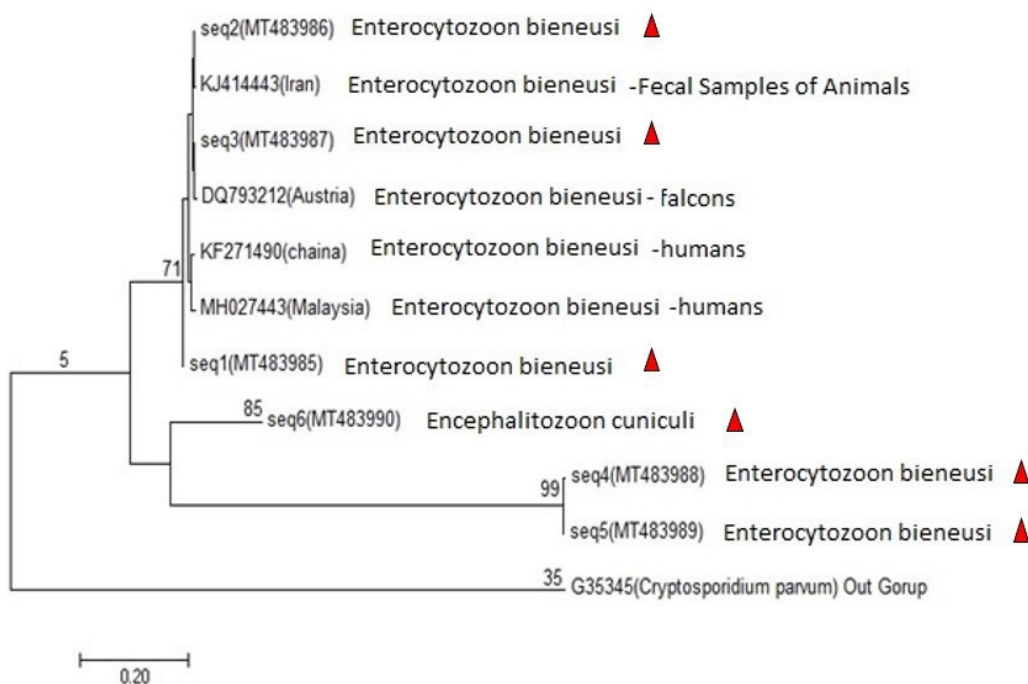 seq2(MT483986) Enterocytozoon bieneusi
KJ414443(Iran) Enterocytozoon bieneusi -Fecal Samples of Animals
seq3(MT483987) Enterocytozoon bieneusi
DQ793212(Austria) Enterocytozoon bieneusi- falcons
KF271490(chaina) Enterocytozoon bieneusi -humans
71
MH027443(Malaysia) Enterocytozoon bieneusi -humans
5
seq1(MT483985) Enterocytozoon bieneusi
85 seq6(MT483990) Encephalitozoon cuniculi
99 seq4(MT483988) Enterocytozoon bieneusi
seq5(MT483989) Enterocytozoon bieneusi
35 G35345(Cryptosporidium parvum) Out Gorup
0.20